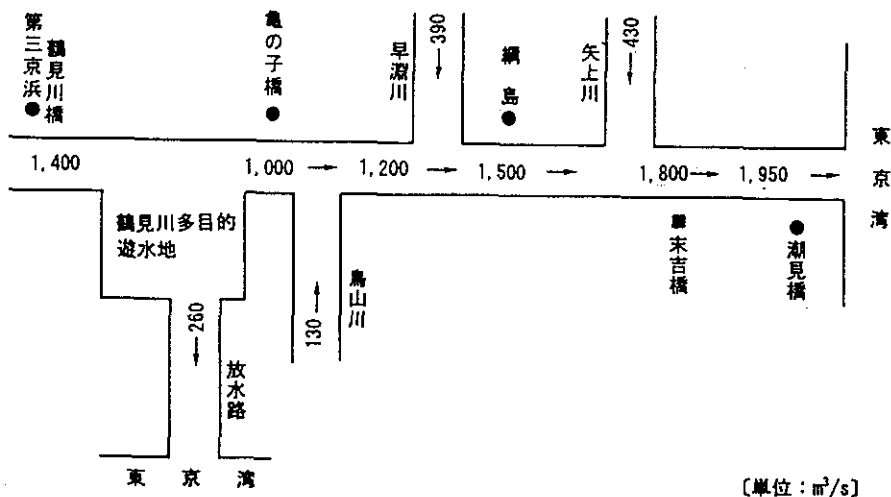 第三京浜
鶴見川橋
亀の子橋
早淵川
390
綱島
矢上川
430
東京湾
1,400
1,000
1,200
1,500
1,800
1,950
鶴見川多目的
遊水地
260
放水路
130
鳥山川
末吉橋
潮見橋
東京湾
〔単位:m³/s〕